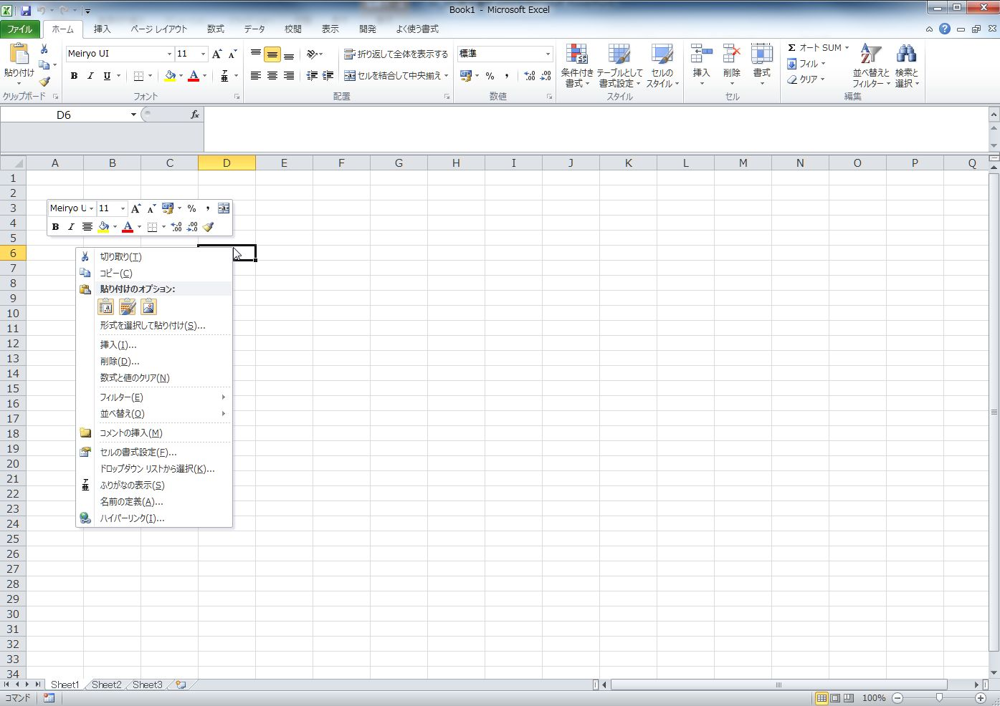 Book1 - Microsoft Excel
ファイル ホーム 挿入 ページ レイアウト 数式 データ 校閲 表示 開発 よく使う書式
貼り付け
クリップボード
Meiryo UI 11
B I U A
フォント
折り返して全体を表示する
セルを結合して中央揃え
配置
標準
% , .0 .00
数値
条件付き書式 テーブルとして書式設定 セルのスタイル
スタイル
挿入 削除 書式
セル
Σ オート SUM
フィル
クリア
並べ替えとフィルター 検索と選択
編集
D6 fx
A B C D E F G H I J K L M N O P Q
1
2
3
4
5
6
7
8
9
10
11
12
13
14
15
16
17
18
19
20
21
22
23
24
25
26
27
28
29
30
31
32
33
34
Meiryo U 11 A A % ,
B I A
切り取り(T)
コピー(C)
貼り付けのオプション:
形式を選択して貼り付け(S)...
挿入(I)...
削除(D)...
数式と値のクリア(N)
フィルター(E)
並べ替え(O)
コメントの挿入(M)
セルの書式設定(F)...
ドロップダウン リストから選択(K)...
ふりがなの表示(S)
名前の定義(A)...
ハイパーリンク(I)...
Sheet1 Sheet2 Sheet3
コマンド 100%